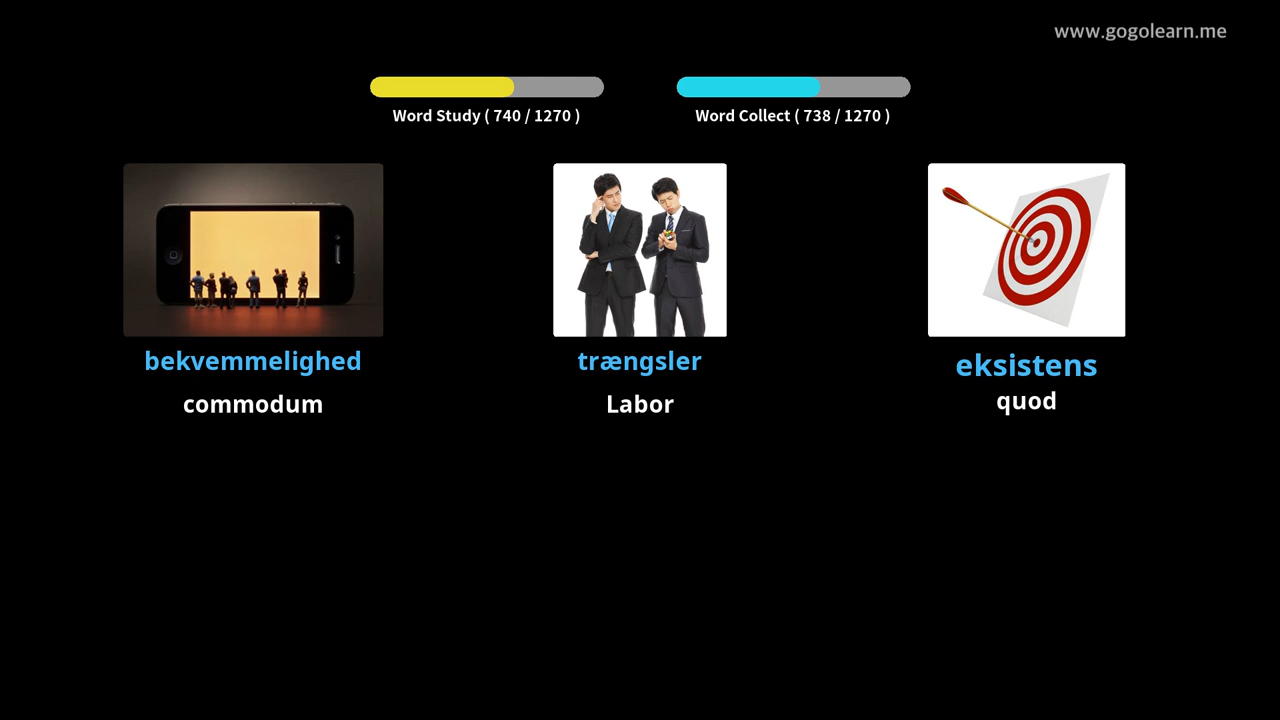 www.gogolearn.me
Word Study ( 740 / 1270 )
Word Collect ( 738 / 1270 )
bekvemmelighed
commodum
trængsler
Labor
eksistens
quod